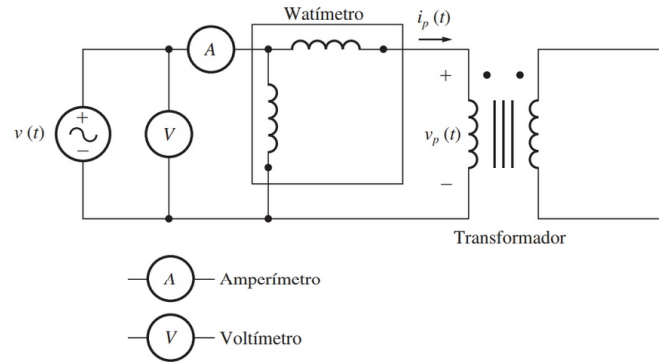 Watímetro
i_p (t)
A
+
v (t)
+
−
V
v_p (t)
−
Transformador
A Amperímetro
V Voltímetro